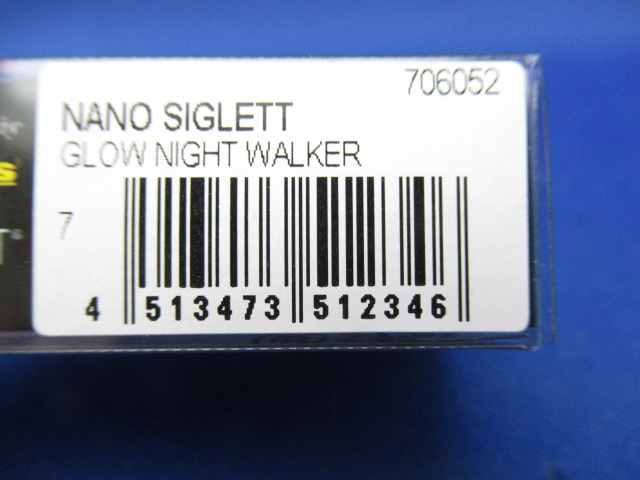 706052
NANO SIGLETT
GLOW NIGHT WALKER
7
4 513473 512346